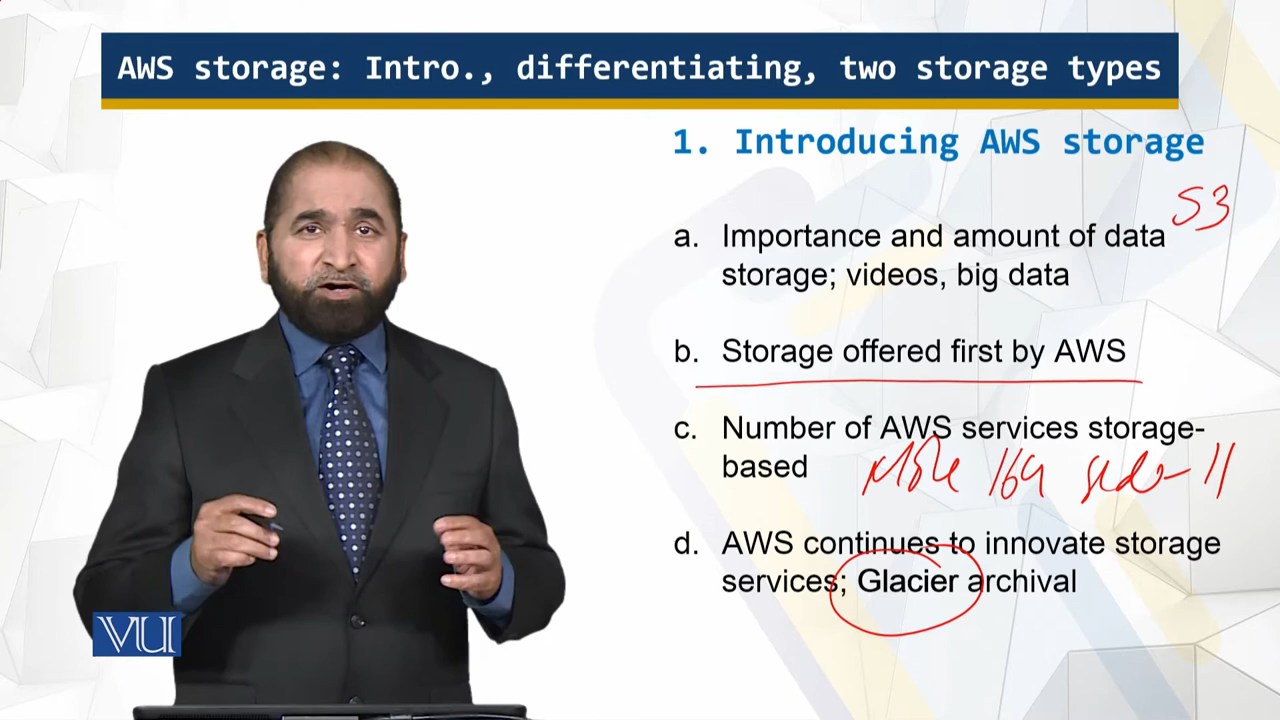 AWS storage: Intro., differentiating, two storage types
1. Introducing AWS storage
S3
a. Importance and amount of data
storage; videos, big data
b. Storage offered first by AWS
c. Number of AWS services storage-
based
d. AWS continues to innovate storage
services; Glacier archival
VU